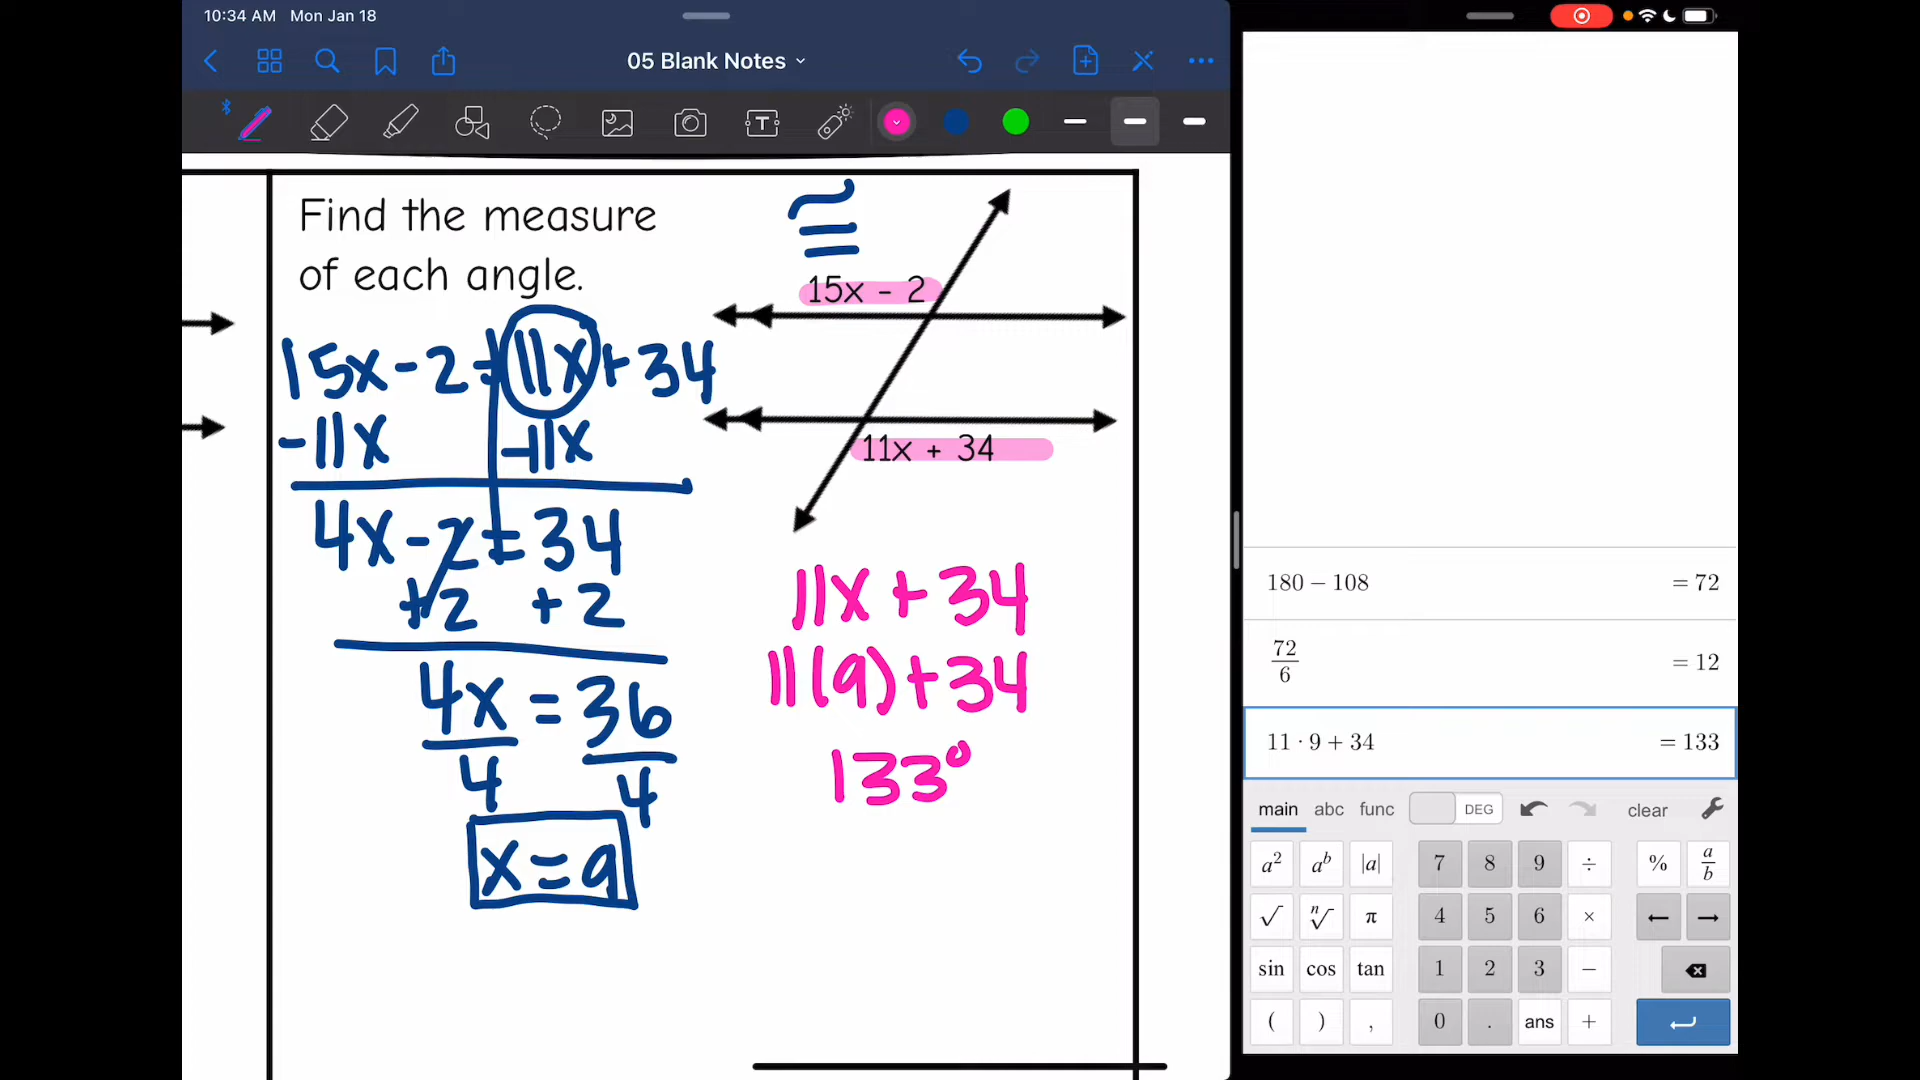 10:34 AM Mon Jan 18
05 Blank Notes
T
Find the measure
of each angle.
≅
15x - 2
11x + 34
15x - 2 = 11x + 34
-11x -11x
4x - 2 = 34
+2 +2
4x = 36
4 4
x = 9
11x + 34
11(9) + 34
133°
180 − 108 = 72
72/6 = 12
11 · 9 + 34 = 133
main abc func DEG clear
a² aᵇ |a| 7 8 9 ÷ % a/b
√ ⁿ√ π 4 5 6 × ← →
sin cos tan 1 2 3 −
( ) , 0 . ans +